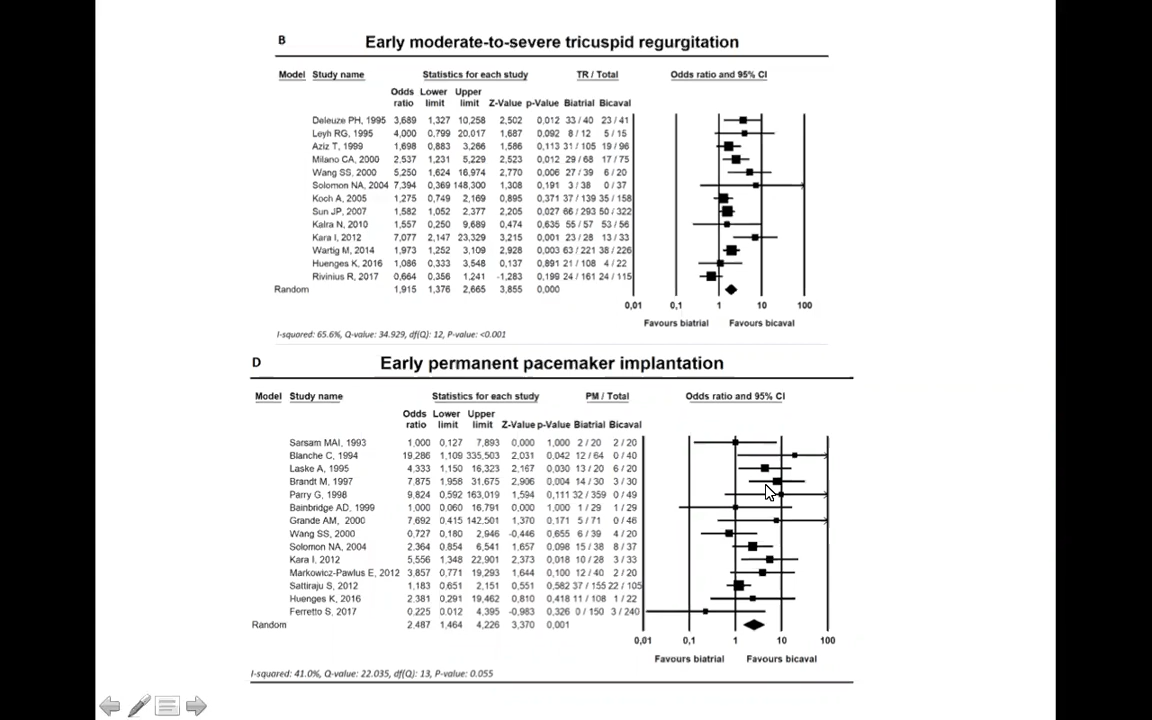 B Early moderate-to-severe tricuspid regurgitation
Model Study name Statistics for each study TR / Total Odds ratio and 95% CI
Odds Lower Upper
ratio limit limit Z-Value p-Value Biatrial Bicaval
Deleuze PH, 1995 3,689 1,327 10,258 2,502 0,012 33 / 40 23 / 41
Leyh RG, 1995 4,000 0,799 20,017 1,687 0,092 8 / 12 5 / 15
Aziz T, 1999 1,698 0,883 3,266 1,586 0,113 31 / 105 19 / 96
Milano CA, 2000 2,537 1,231 5,229 2,523 0,012 29 / 68 17 / 75
Wang SS, 2000 5,250 1,624 16,974 2,770 0,006 27 / 39 6 / 20
Solomon NA, 2004 7,394 0,369 148,300 1,308 0,191 3 / 38 0 / 37
Koch A, 2005 1,275 0,749 2,169 0,895 0,371 37 / 139 35 / 158
Sun JP, 2007 1,582 1,052 2,377 2,205 0,027 66 / 293 50 / 322
Kalra N, 2010 1,557 0,250 9,689 0,474 0,635 55 / 57 53 / 56
Kara I, 2012 7,077 2,147 23,329 3,215 0,001 23 / 28 13 / 33
Wartig M, 2014 1,973 1,252 3,109 2,928 0,003 63 / 221 38 / 226
Huenges K, 2016 1,086 0,333 3,548 0,137 0,891 21 / 108 4 / 22
Rivinius R, 2017 0,664 0,356 1,241 -1,283 0,199 24 / 161 24 / 115
Random 1,915 1,376 2,665 3,855 0,000
0,01 0,1 1 10 100
Favours biatrial Favours bicaval
I-squared: 65.6%, Q-value: 34.929, df(Q): 12, P-value: <0.001
D Early permanent pacemaker implantation
Model Study name Statistics for each study PM / Total Odds ratio and 95% CI
Odds Lower Upper
ratio limit limit Z-Value p-Value Biatrial Bicaval
Sarsam MAI, 1993 1,000 0,127 7,893 0,000 1,000 2 / 20 2 / 20
Blanche C, 1994 19,286 1,109 335,503 2,031 0,042 12 / 64 0 / 40
Laske A, 1995 4,333 1,150 16,323 2,167 0,030 13 / 20 6 / 20
Brandt M, 1997 7,875 1,958 31,675 2,906 0,004 14 / 30 3 / 30
Parry G, 1998 9,824 0,592 163,019 1,594 0,111 32 / 359 0 / 49
Bainbridge AD, 1999 1,000 0,060 16,791 0,000 1,000 1 / 29 1 / 29
Grande AM, 2000 7,692 0,415 142,501 1,370 0,171 5 / 71 0 / 46
Wang SS, 2000 0,727 0,180 2,946 -0,446 0,655 6 / 39 4 / 20
Solomon NA, 2004 2,364 0,854 6,541 1,657 0,098 15 / 38 8 / 37
Kara I, 2012 5,556 1,348 22,901 2,373 0,018 10 / 28 3 / 33
Markowicz-Pawlus E, 2012 3,857 0,771 19,293 1,644 0,100 12 / 40 2 / 20
Sattiraju S, 2012 1,183 0,651 2,151 0,551 0,582 37 / 155 22 / 105
Huenges K, 2016 2,381 0,291 19,462 0,810 0,418 11 / 108 1 / 22
Ferretto S, 2017 0,225 0,012 4,395 -0,983 0,326 0 / 150 3 / 240
Random 2,487 1,464 4,226 3,370 0,001
0,01 0,1 1 10 100
Favours biatrial Favours bicaval
I-squared: 41.0%, Q-value: 22.035, df(Q): 13, P-value: 0.055